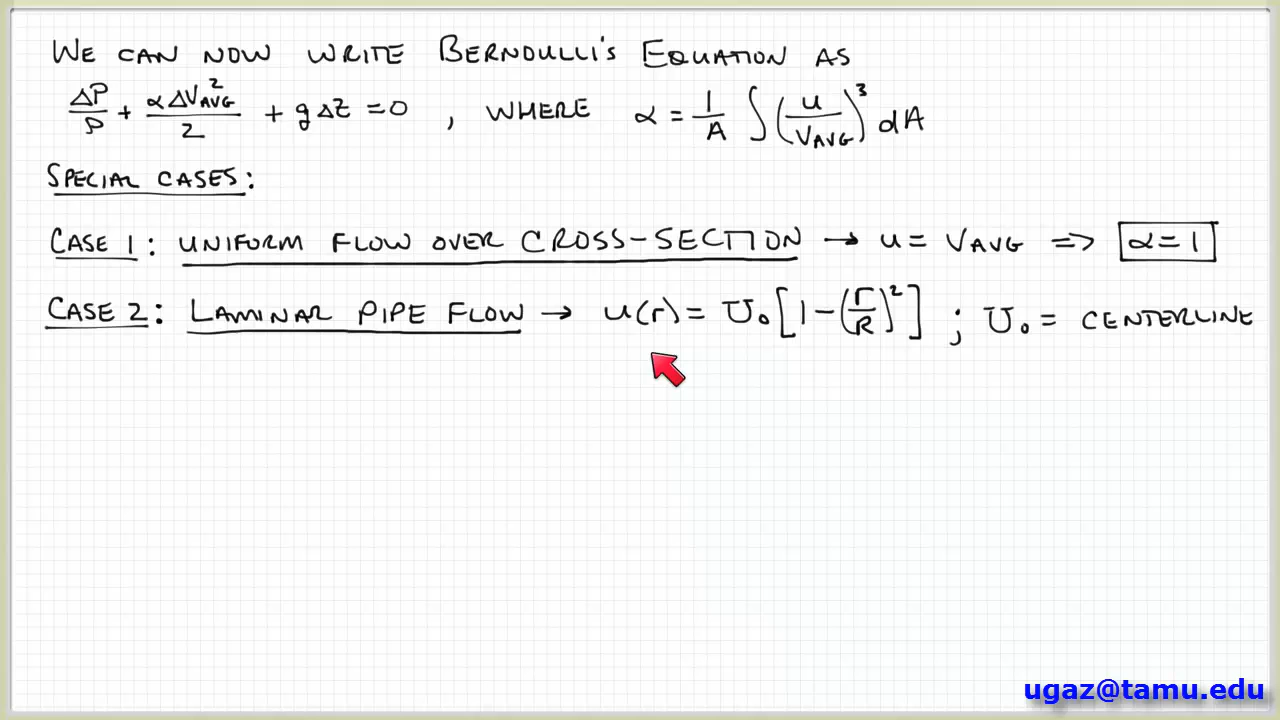 WE CAN NOW WRITE BERNOULLI'S EQUATION AS
ΔP/ρ + αΔV_AVG²/2 + gΔZ = 0 , WHERE α = 1/A ∫(u/V_AVG)³ dA
SPECIAL CASES:
CASE 1: UNIFORM FLOW OVER CROSS-SECTION → u = V_AVG => α = 1
CASE 2: LAMINAR PIPE FLOW → u(r) = U₀[1-(r/R)²] ; U₀ = CENTERLINE
ugaz@tamu.edu